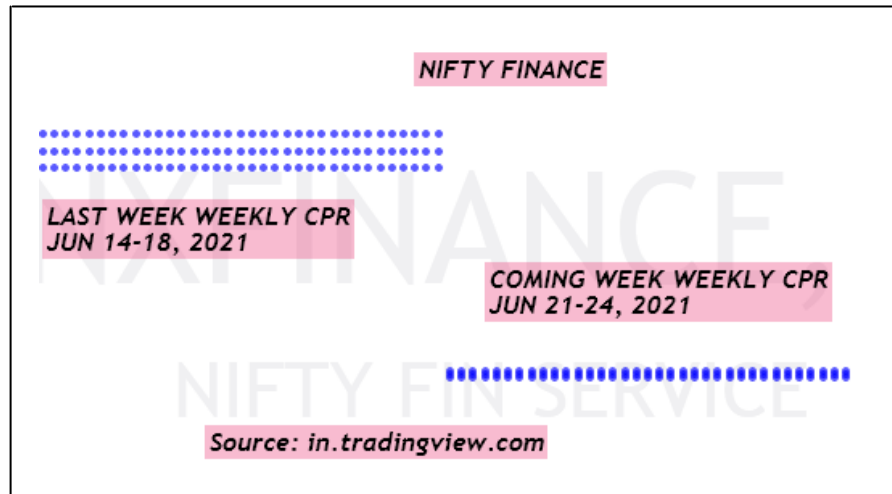 NIFTY FINANCE
LAST WEEK WEEKLY CPR
JUN 14-18, 2021
NXFINANCE,
COMING WEEK WEEKLY CPR
JUN 21-24, 2021
NIFTY FIN SERVICE
Source: in.tradingview.com